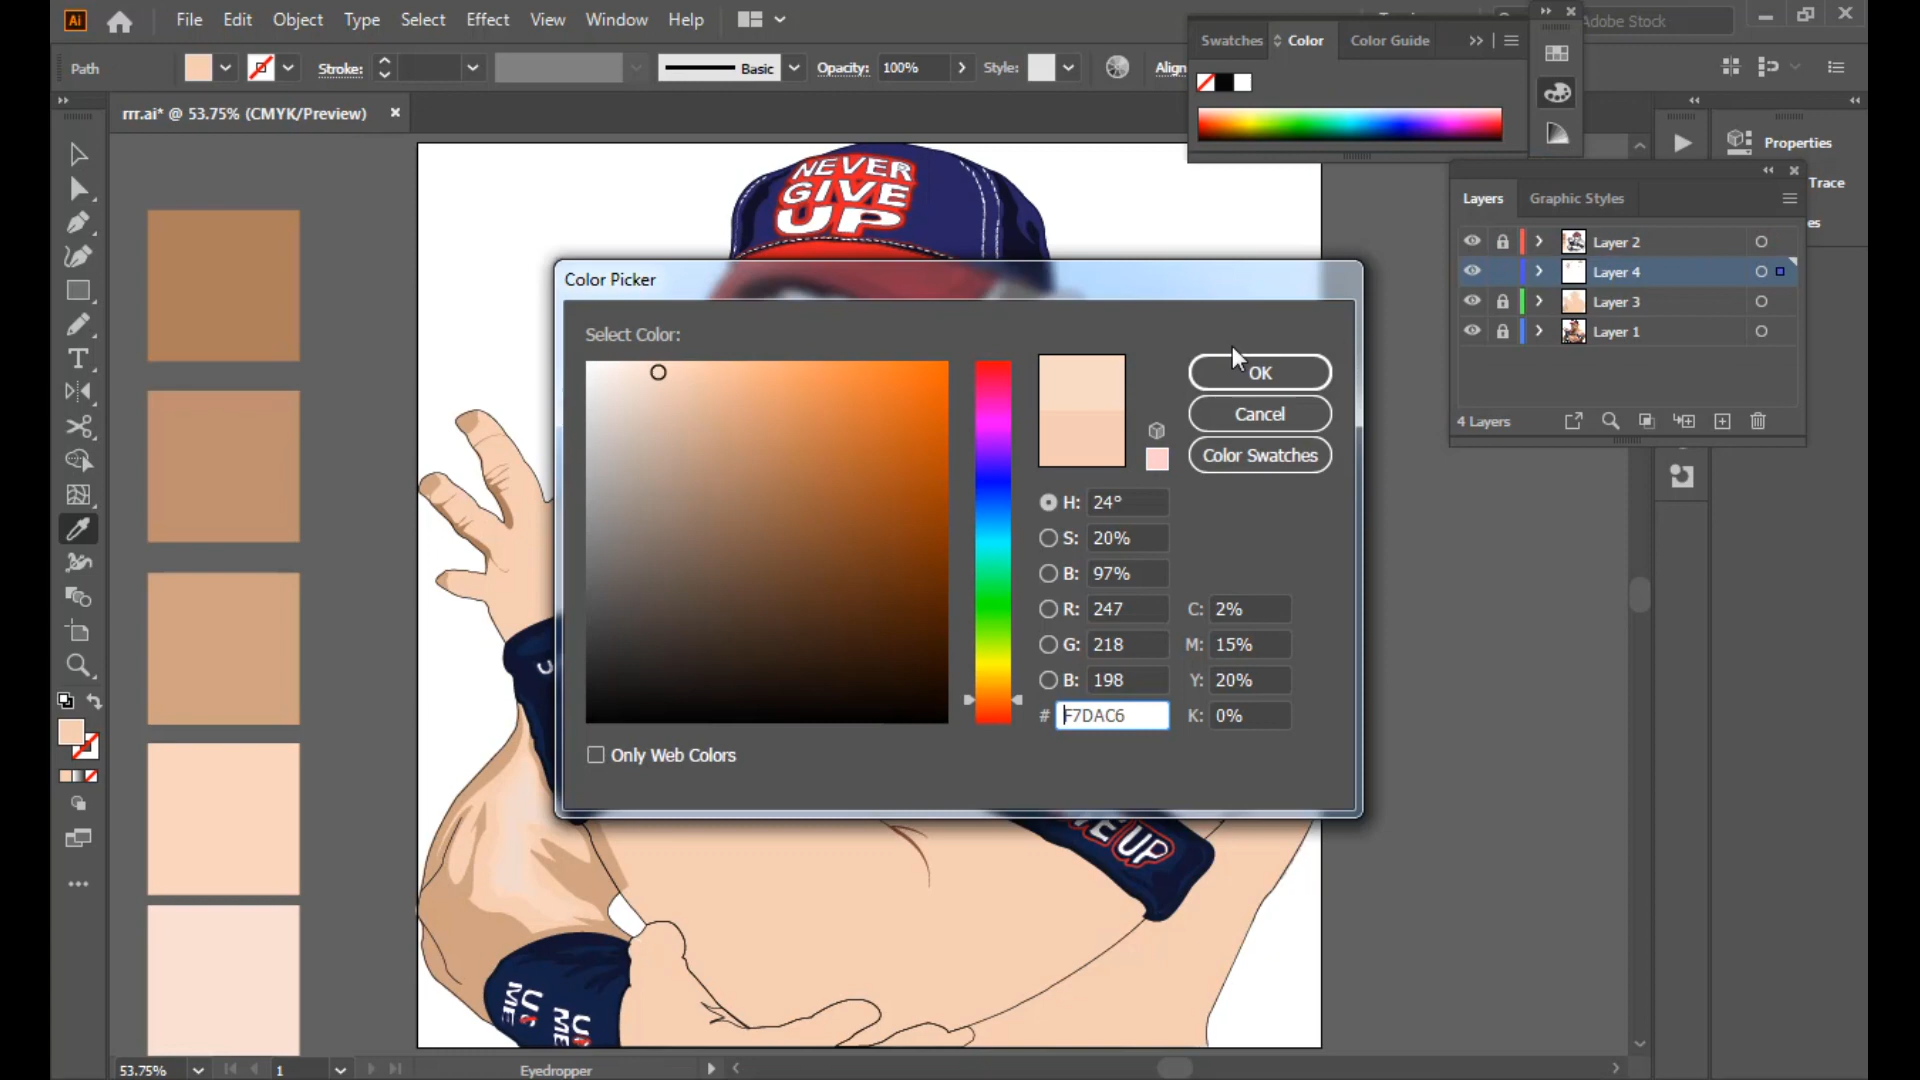 Ai File Edit Object Type Select Effect View Window Help
Adobe Stock
Path Stroke: Basic Opacity: 100% Style: Align
Swatches Color Color Guide
rrr.ai* @ 53.75% (CMYK/Preview)
Properties
Trace
es
Layers Graphic Styles
Layer 2
Layer 4
Layer 3
Layer 1
4 Layers
NEVER
GIVE
UP
Color Picker
Select Color:
OK
Cancel
Color Swatches
H: 24°
S: 20%
B: 97%
R: 247 C: 2%
G: 218 M: 15%
B: 198 Y: 20%
# F7DAC6 K: 0%
Only Web Colors
UP
53.75% 1 Eyedropper